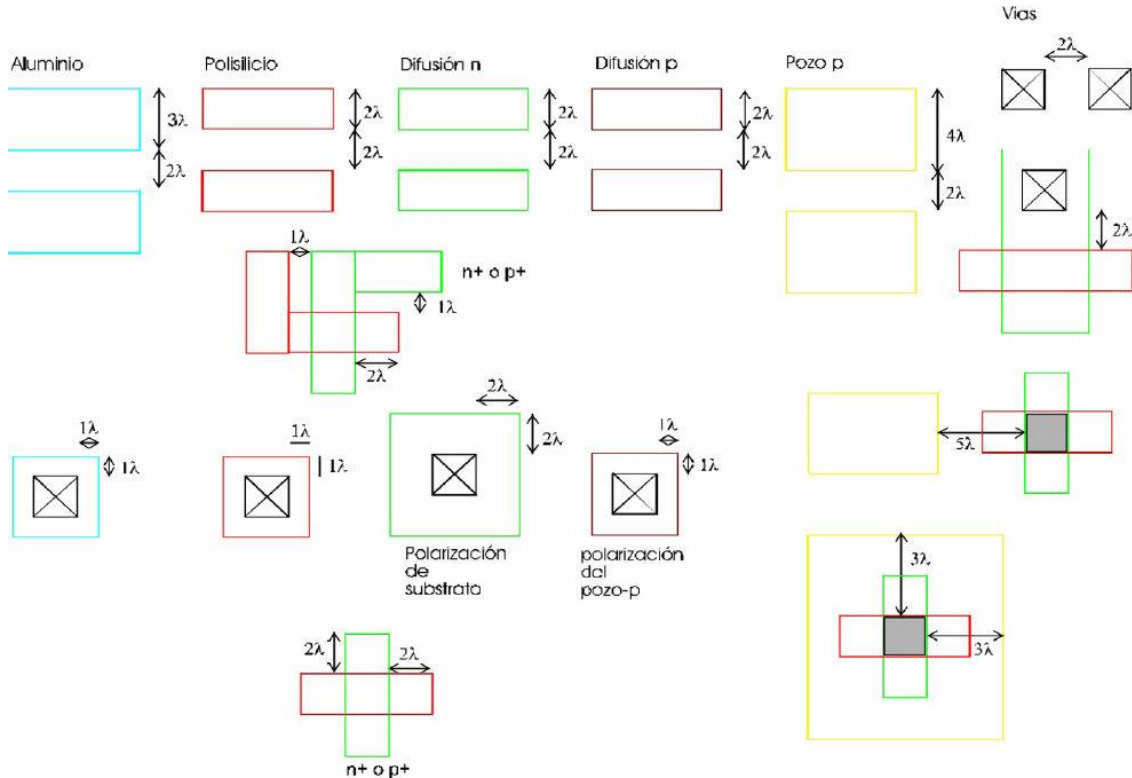 Vias
Aluminio
Polisilicio
Difusión n
Difusión p
Pozo p
2λ
3λ
2λ
2λ
2λ
2λ
2λ
2λ
2λ
4λ
2λ
2λ
1λ
n+ o p+
1λ
2λ
5λ
1λ
1λ
1λ
1λ
2λ
2λ
1λ
1λ
Polarización
de
substrato
polarización
del
pozo-p
3λ
3λ
2λ
2λ
n+ o p+